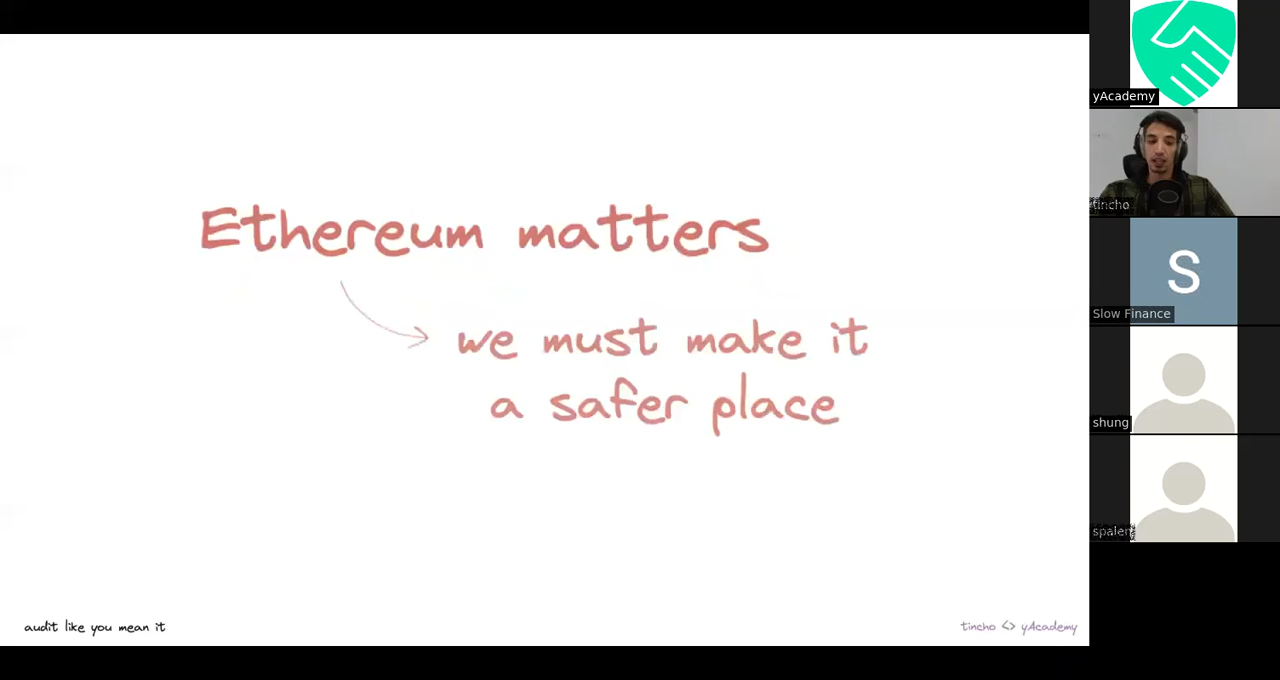 Ethereum matters
we must make it
a safer place
audit like you mean it
tincho <> yAcademy
yAcademy
tincho
S
Slow Finance
shung